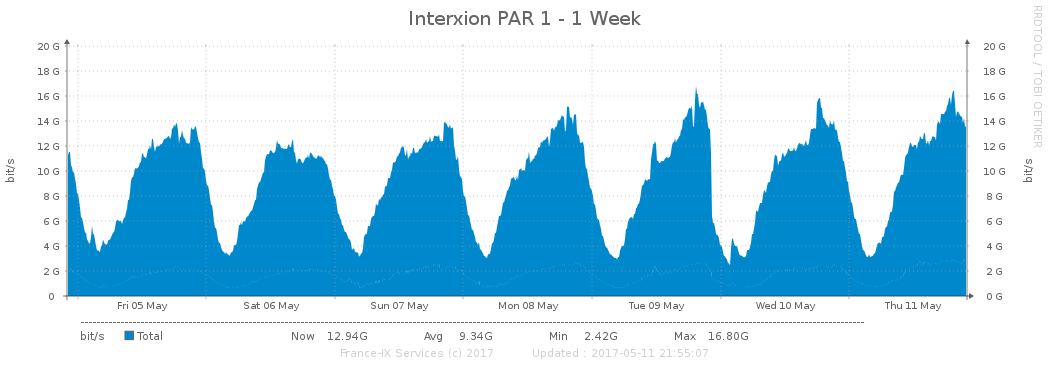 Interxion PAR 1 - 1 Week
RRDTOOL / TOBI OETIKER
20 G 20 G
18 G 18 G
16 G 16 G
14 G 14 G
12 G 12 G
10 G 10 G
8 G 8 G
6 G 6 G
4 G 4 G
2 G 2 G
0 0 G
bit/s bit/s
Fri 05 May Sat 06 May Sun 07 May Mon 08 May Tue 09 May Wed 10 May Thu 11 May
bit/s Total Now 12.94G Avg 9.34G Min 2.42G Max 16.80G
France-IX Services (c) 2017 Updated : 2017-05-11 21:55:07